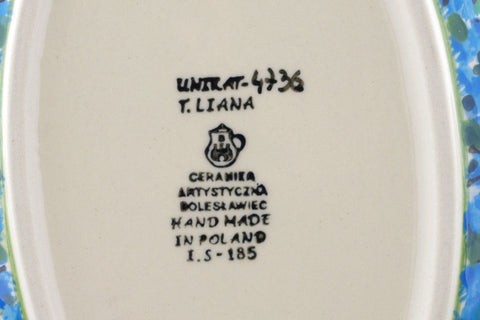 UNIKAT-4736
T. LIANA
CERAMIKA
ARTYSTYCZNA
BOLESŁAWIEC
HAND MADE
IN POLAND
I.S-185